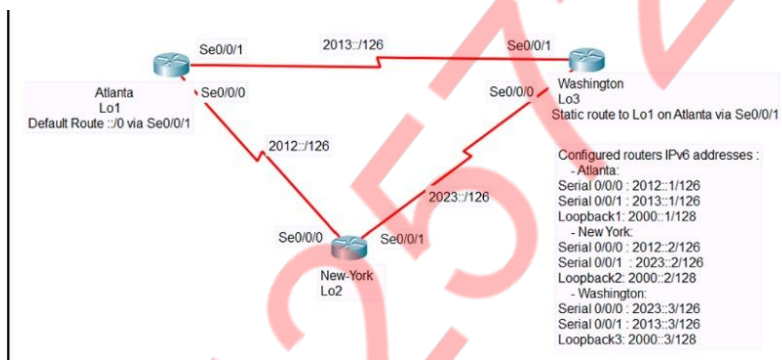 2013::/126
Se0/0/1
Se0/0/1
Atlanta
Lo1
Default Route ::/0 via Se0/0/1
Se0/0/0
Se0/0/0
Washington
Lo3
Static route to Lo1 on Atlanta via Se0/0/1
2012::/126
2023::/126
Se0/0/0
Se0/0/1
New-York
Lo2
Configured routers IPv6 addresses :
- Atlanta:
Serial 0/0/0 : 2012::1/126
Serial 0/0/1 : 2013::1/126
Loopback1: 2000::1/128
- New York:
Serial 0/0/0 : 2012::2/126
Serial 0/0/1 : 2023::2/126
Loopback2: 2000::2/128
- Washington:
Serial 0/0/0 : 2023::3/126
Serial 0/0/1 : 2013::3/126
Loopback3: 2000::3/128